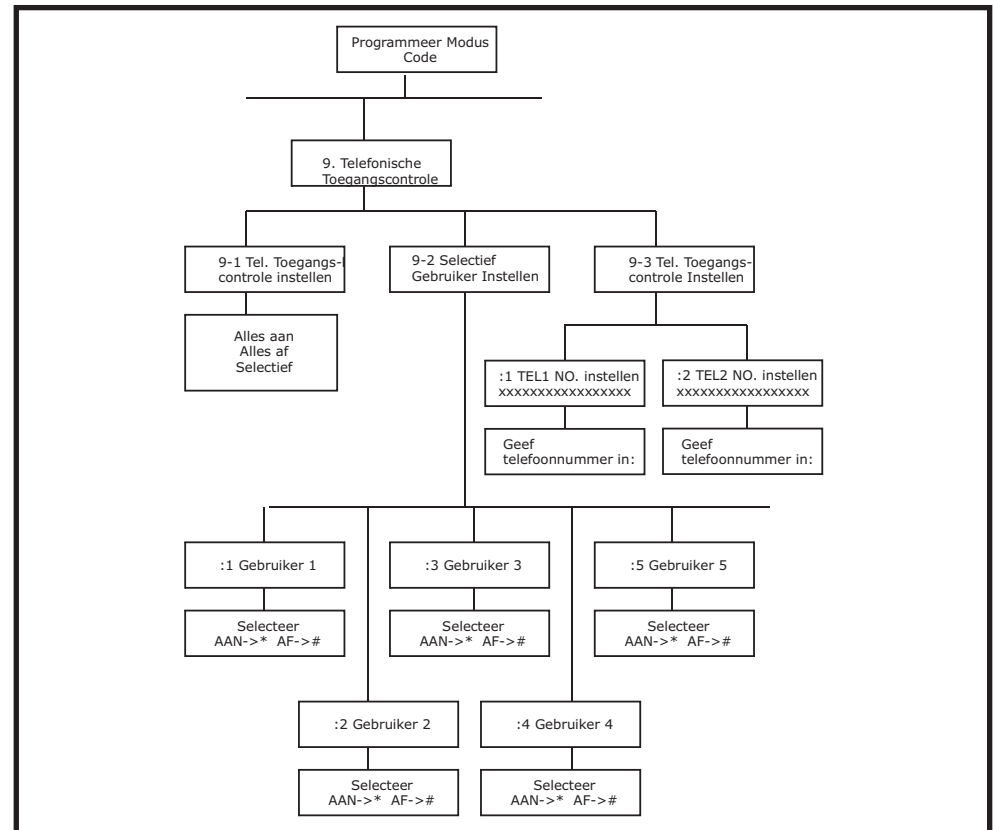 Programmeer Modus
Code
9. Telefonische
Toegangscontrole
9-1 Tel. Toegangs-
controle instellen
9-2 Selectief
Gebruiker Instellen
9-3 Tel. Toegangs-
controle Instellen
Alles aan
Alles af
Selectief
:1 TEL1 NO. instellen
xxxxxxxxxxxxxxxxx
:2 TEL2 NO. instellen
xxxxxxxxxxxxxxxxx
Geef
telefoonnummer in:
Geef
telefoonnummer in:
:1 Gebruiker 1
:3 Gebruiker 3
:5 Gebruiker 5
Selecteer
AAN->* AF->#
Selecteer
AAN->* AF->#
Selecteer
AAN->* AF->#
:2 Gebruiker 2
:4 Gebruiker 4
Selecteer
AAN->* AF->#
Selecteer
AAN->* AF->#